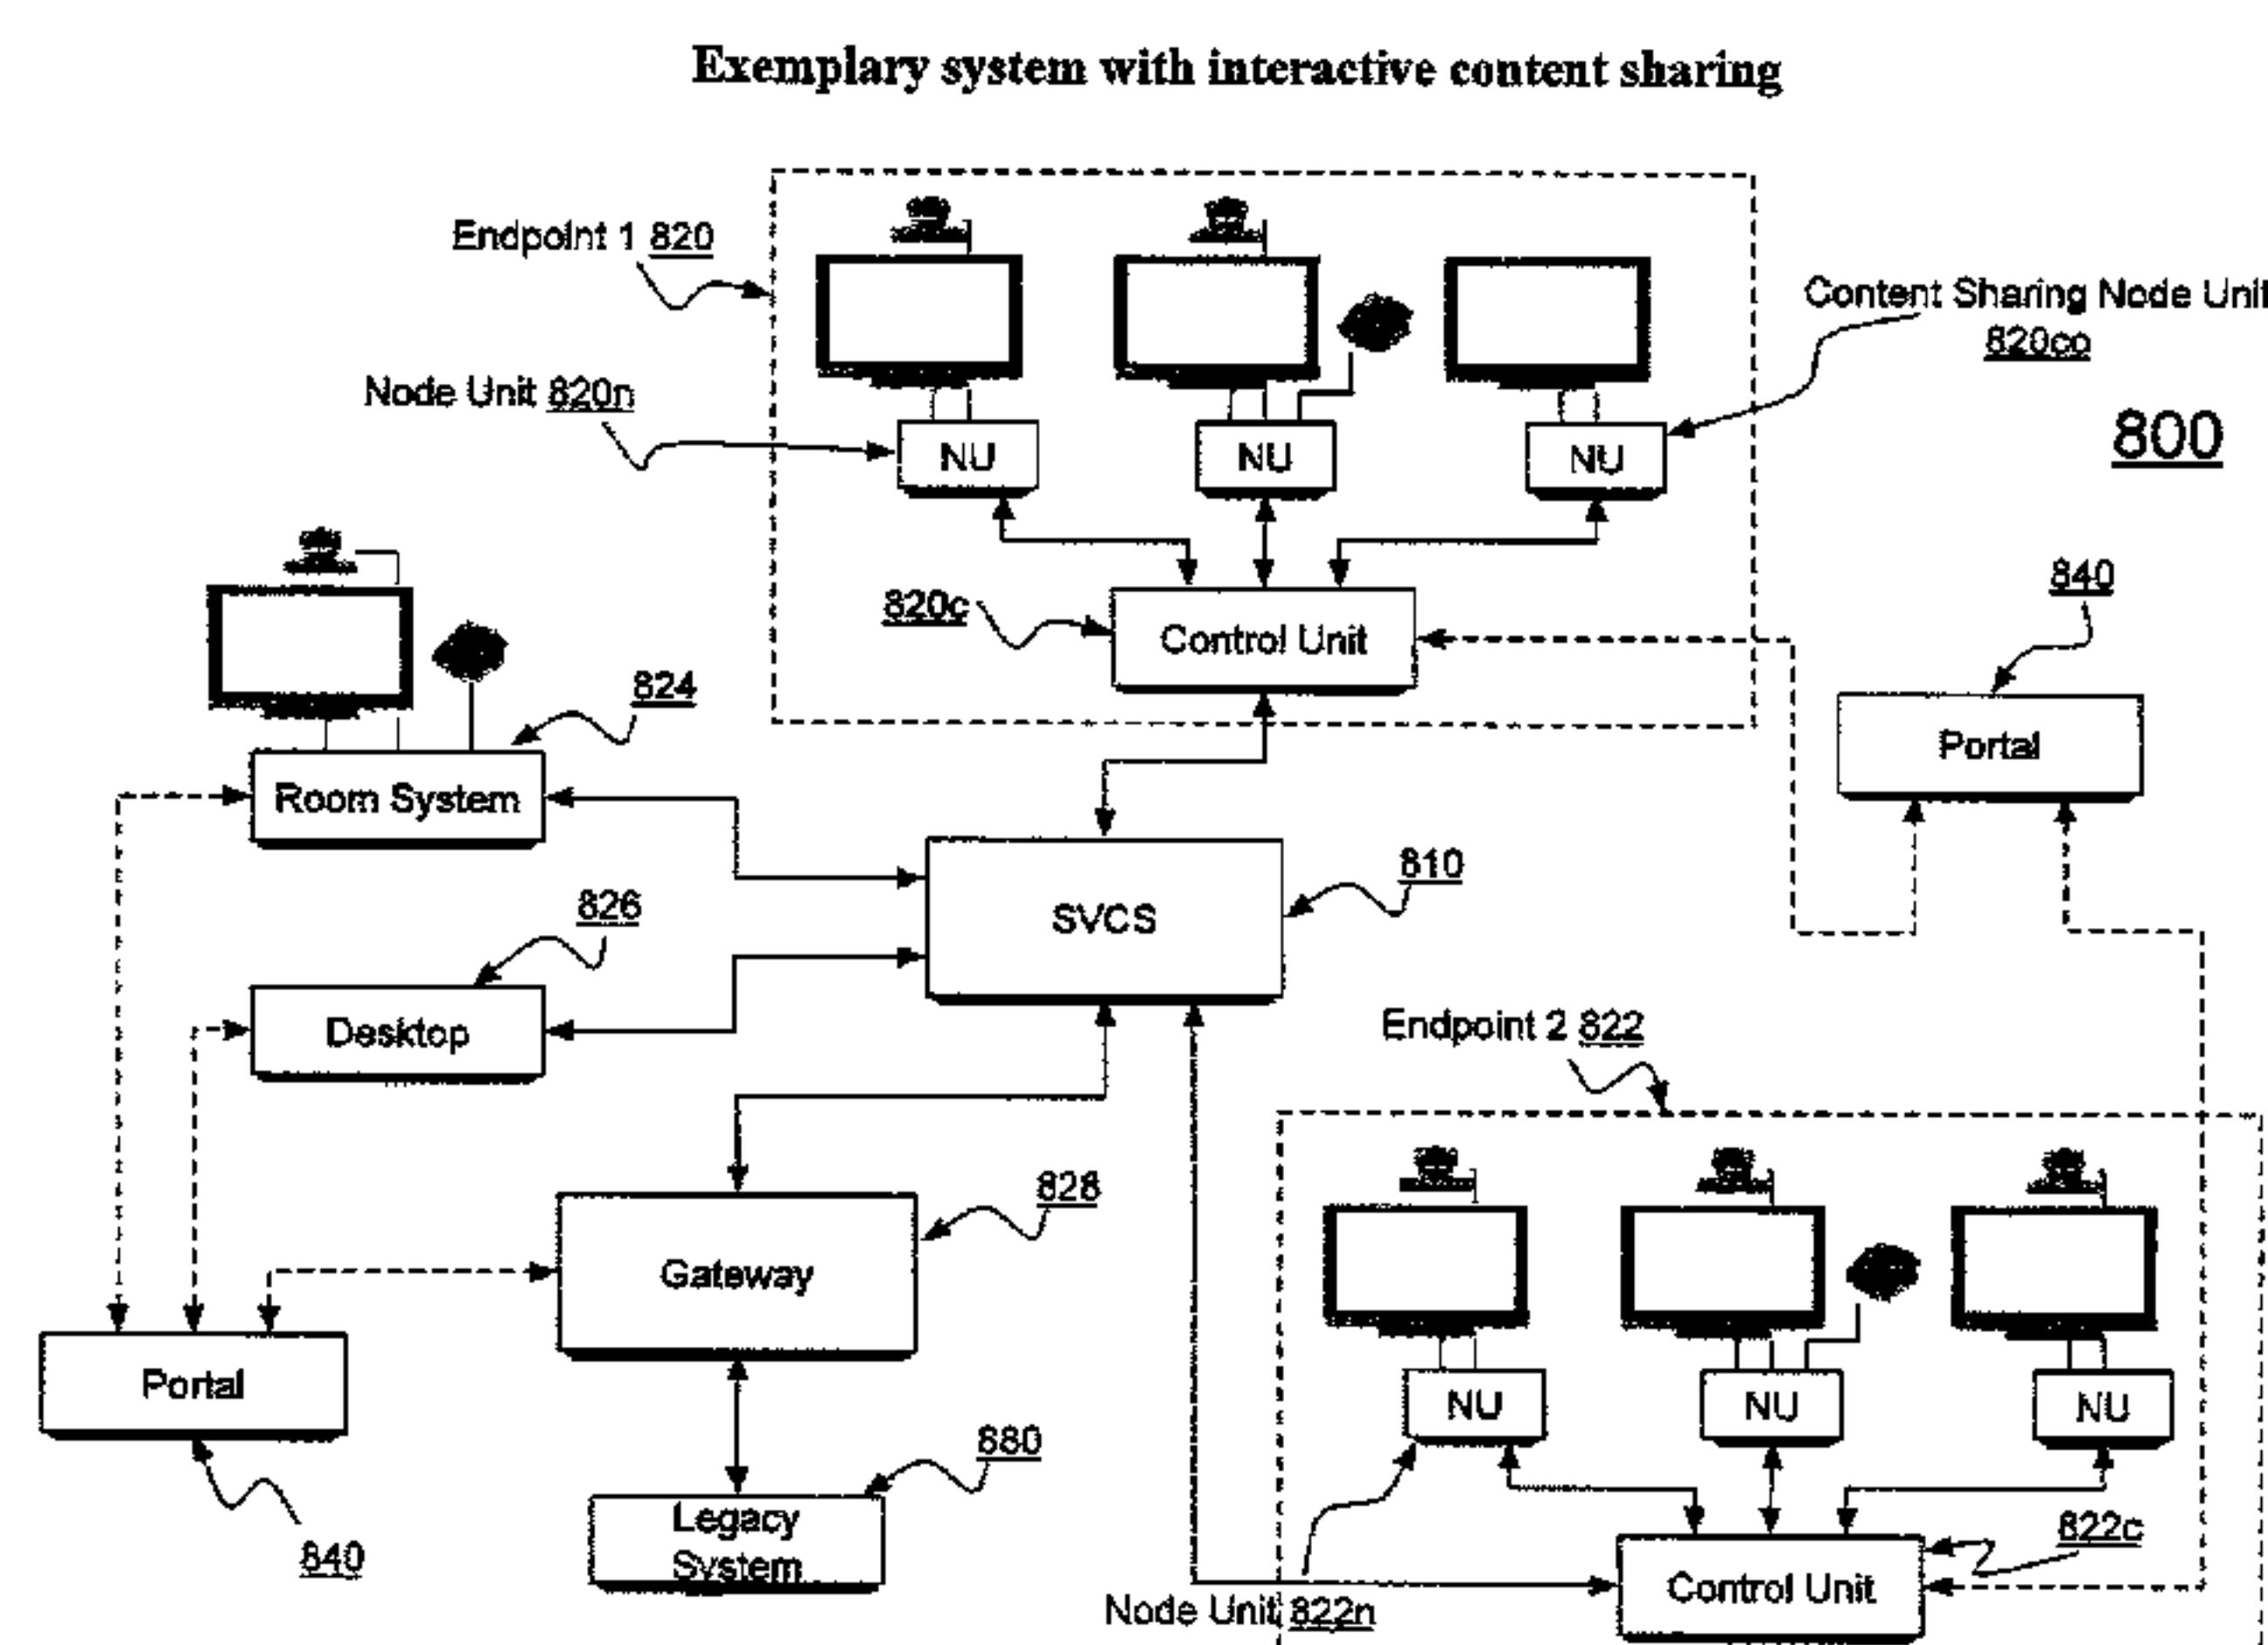 Exemplary system with interactive content sharing
Endpoint 1 820
Content Sharing Node Unit
820co
Node Unit 820n
800
NU
NU
NU
820c
Control Unit
840
Portal
824
Room System
810
SVCS
826
Desktop
Endpoint 2 822
828
Gateway
Portal
840
880
Legacy
System
NU
NU
NU
822c
Control Unit
Node Unit 822n